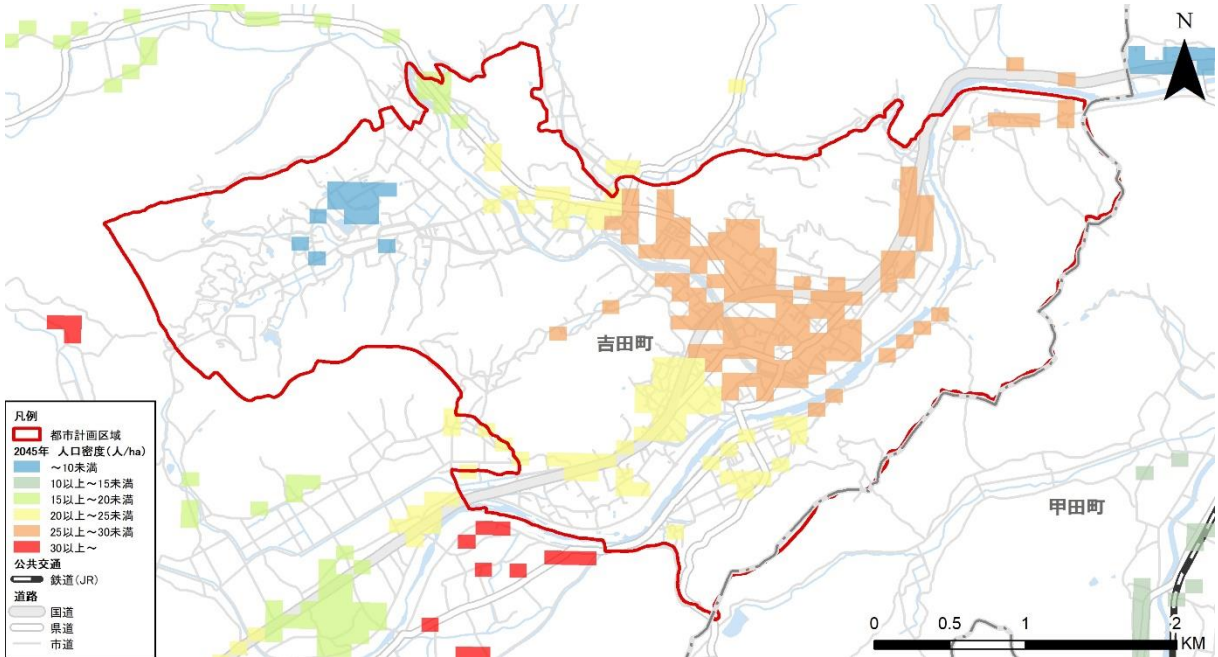 N
吉田町
甲田町
凡例
都市計画区域
2045年 人口密度(人/ha)
～10未満
10以上～15未満
15以上～20未満
20以上～25未満
25以上～30未満
30以上～
公共交通
鉄道(JR)
道路
国道
県道
市道
0 0.5 1 2
KM